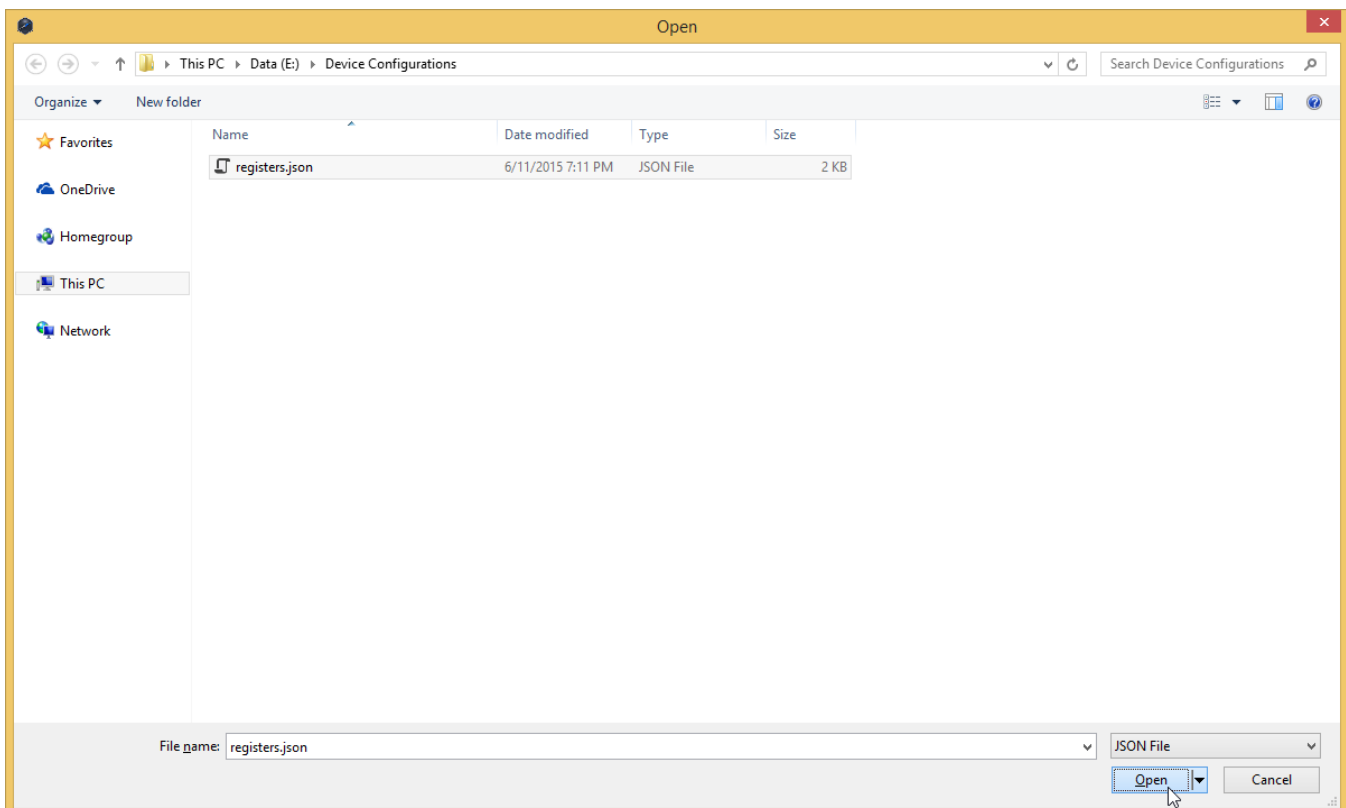 Open
This PC Data (E:) Device Configurations Search Device Configurations
Organize New folder
Name Date modified Type Size
Favorites
registers.json 6/11/2015 7:11 PM JSON File 2 KB
OneDrive
Homegroup
This PC
Network
File name: registers.json JSON File
Open Cancel